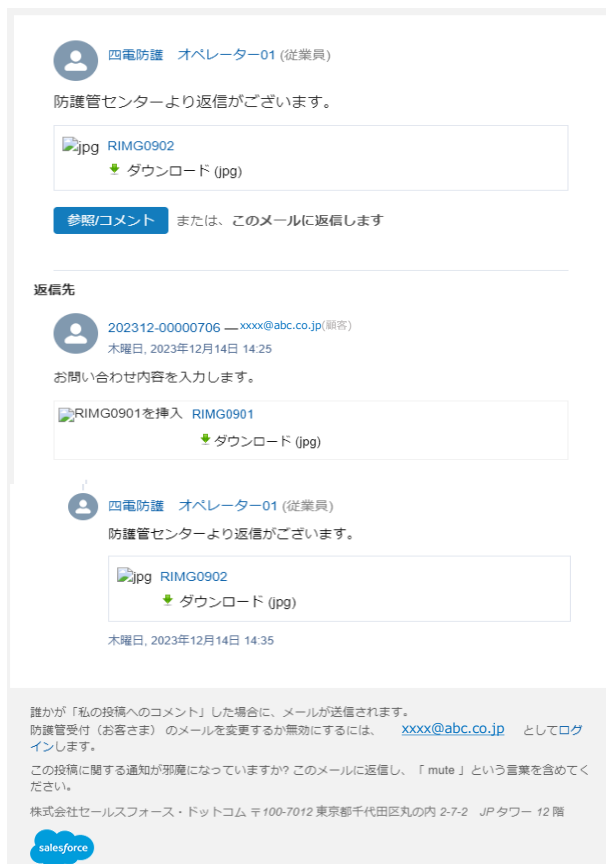 四電防護　オペレーター01 (従業員)
防護管センターより返信がございます。
jpg RIMG0902
ダウンロード (jpg)
参照/コメント または、このメールに返信します
返信先
202312-00000706 — xxxx@abc.co.jp(顧客)
木曜日, 2023年12月14日 14:25
お問い合わせ内容を入力します。
RIMG0901を挿入 RIMG0901
ダウンロード (jpg)
四電防護　オペレーター01 (従業員)
防護管センターより返信がございます。
jpg RIMG0902
ダウンロード (jpg)
木曜日, 2023年12月14日 14:35
誰かが「私の投稿へのコメント」した場合に、メールが送信されます。
防護管受付（お客さま） のメールを変更するか無効にするには、 xxxx@abc.co.jp としてログ
インします。
この投稿に関する通知が邪魔になっていますか? このメールに返信し、「 mute 」という言葉を含めてく
ださい。
株式会社セールスフォース・ドットコム 〒100-7012 東京都千代田区丸の内 2-7-2 JP タワー 12 階
salesforce